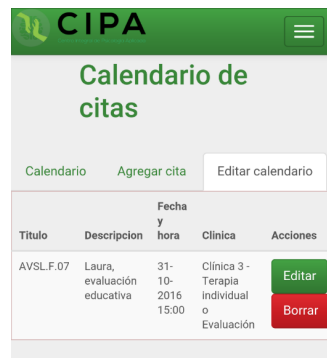 CIPA
Calendario de
citas
Calendario Agregar cita Editar calendario
Titulo Descripcion Fecha y hora Clinica Acciones
AVSL.F.07 Laura, evaluación educativa 31-10-2016 15:00 Clínica 3 - Terapia individual o Evaluación Editar
Borrar